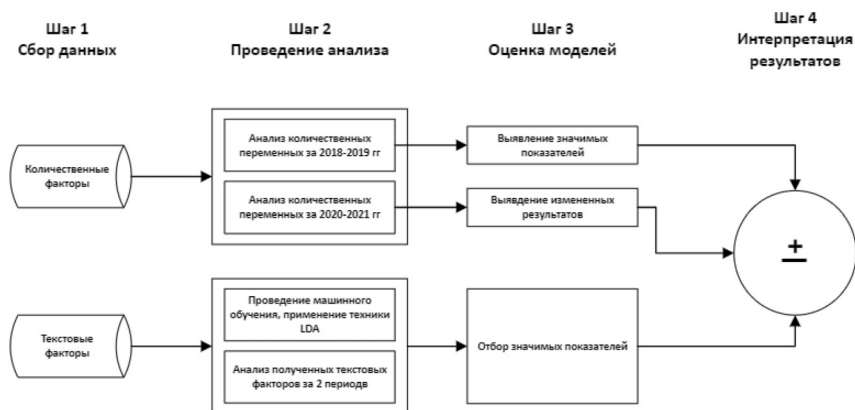 Шаг 1
Сбор данных
Шаг 2
Проведение анализа
Шаг 3
Оценка моделей
Шаг 4
Интерпретация
результатов
Количественные
факторы
Анализ количественных
переменных за 2018-2019 гг
Анализ количественных
переменных за 2020-2021 гг
Выявление значимых
показателей
Выявдение измененных
результатов
±
Текстовые
факторы
Проведение машинного
обучения, применение техники
LDA
Анализ полученных текстовых
факторов за 2 периодв
Отбор значимых показателей